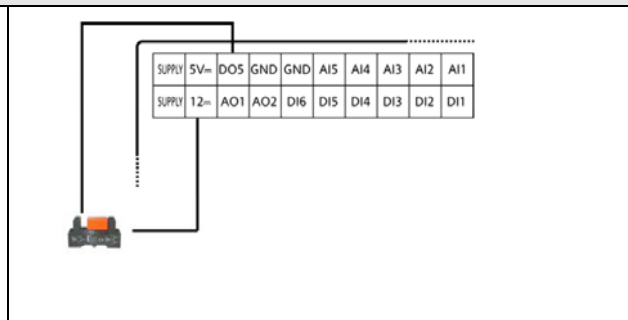 SUPPLY 5V⎓ DO5 GND GND AI5 AI4 AI3 AI2 AI1
SUPPLY 12⎓ AO1 AO2 DI6 DI5 DI4 DI3 DI2 DI1